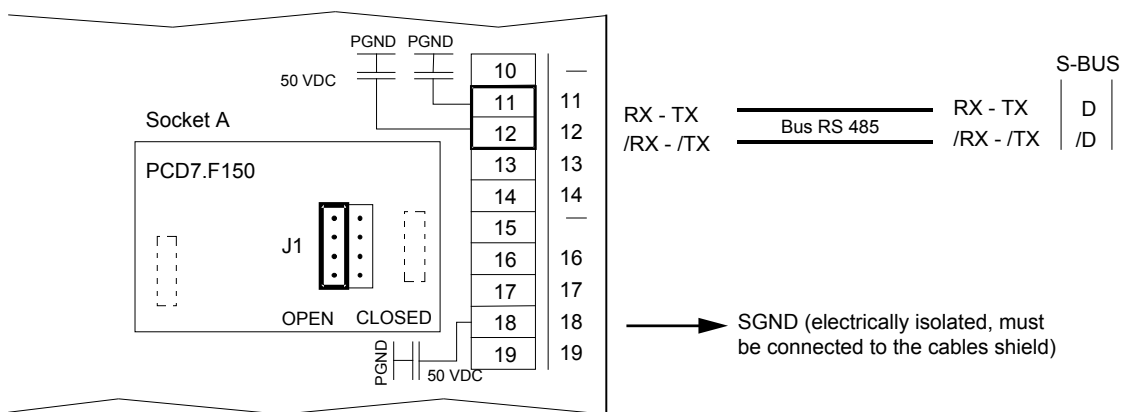 PGND PGND
50 VDC
S-BUS
10 —
11 11
12 12
13 13
14 14
15 —
16 16
17 17
18 18
19 19
RX - TX
/RX - /TX
Bus RS 485
RX - TX
/RX - /TX
D
/D
Socket A
PCD7.F150
J1
OPEN CLOSED
PGND
50 VDC
SGND (electrically isolated, must
be connected to the cables shield)